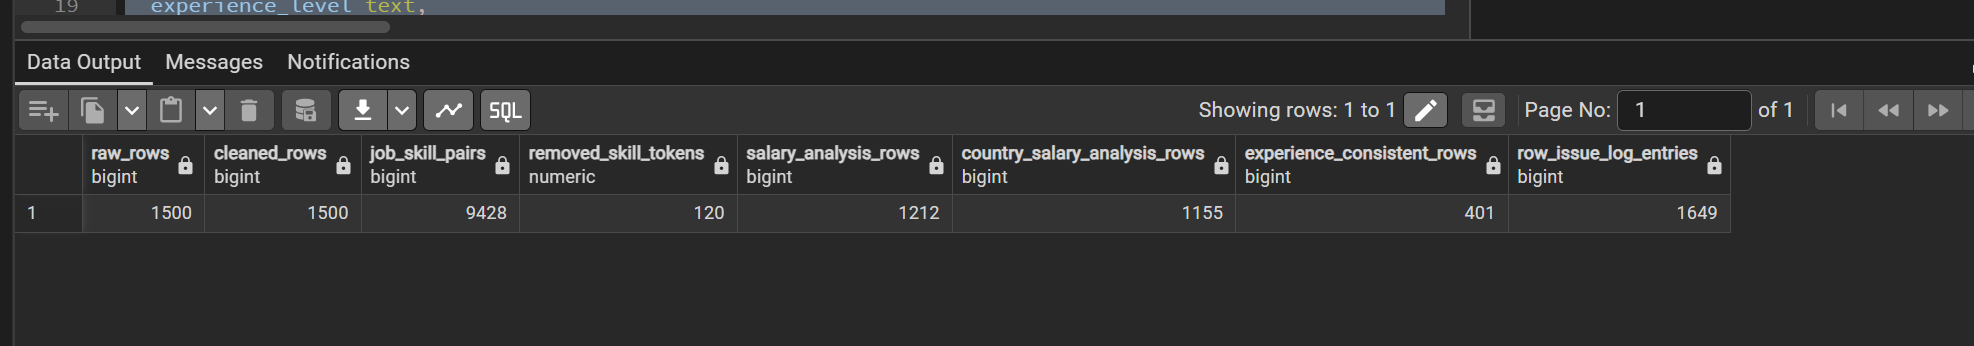 19 experience_level text,
Data Output Messages Notifications
SQL Showing rows: 1 to 1 Page No: 1 of 1
raw_rows cleaned_rows job_skill_pairs removed_skill_tokens salary_analysis_rows country_salary_analysis_rows experience_consistent_rows row_issue_log_entries
bigint bigint bigint numeric bigint bigint bigint bigint
1 1500 1500 9428 120 1212 1155 401 1649